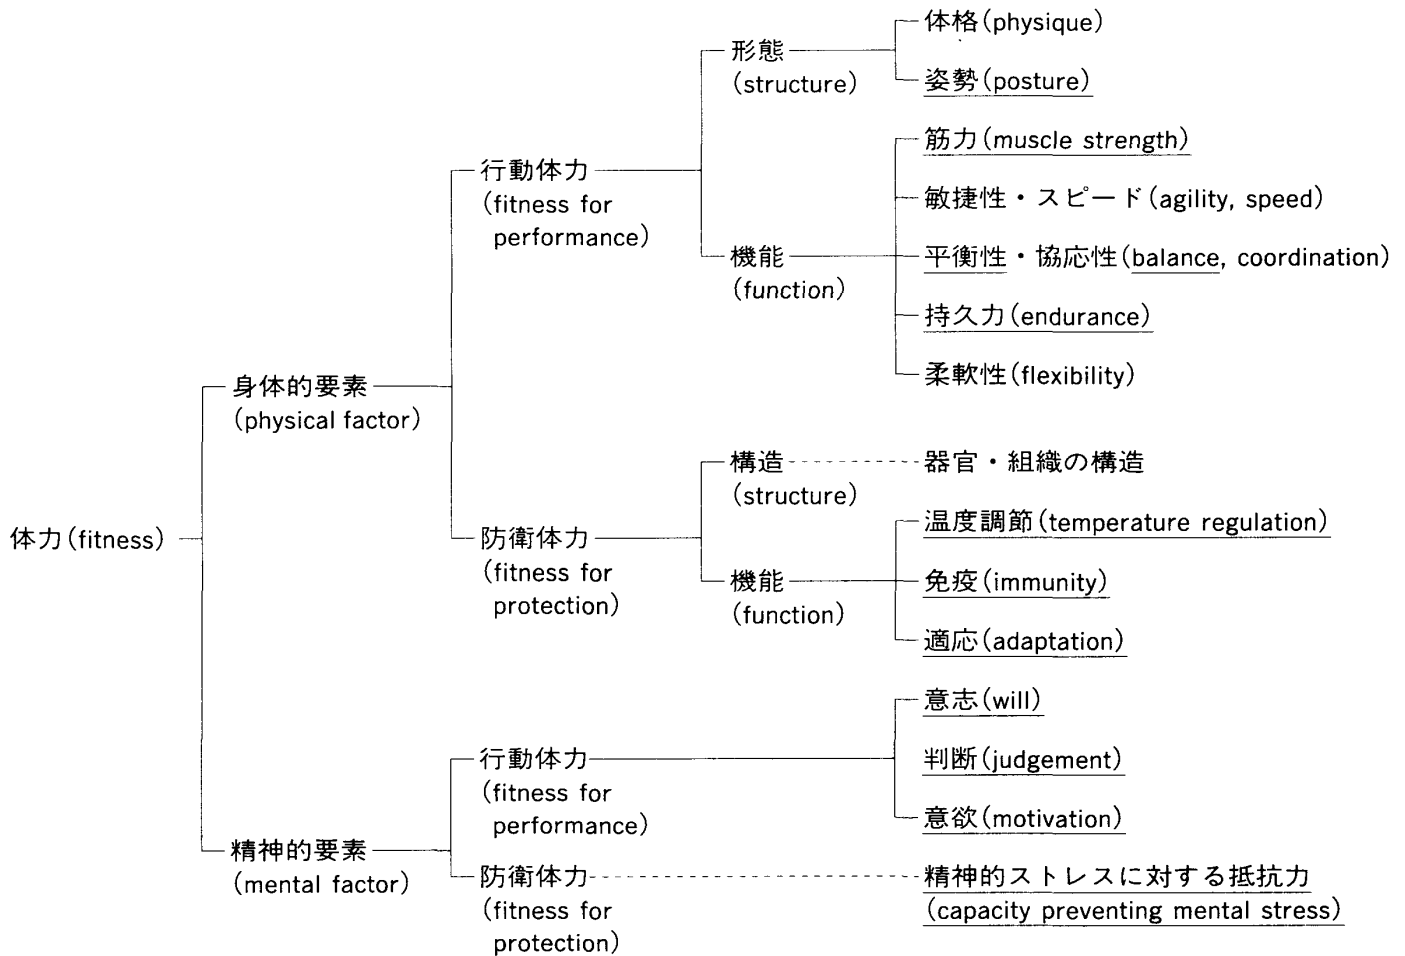 体格(physique)
形態
(structure)
姿勢(posture)
筋力(muscle strength)
行動体力
(fitness for
performance)
敏捷性・スピード(agility, speed)
機能
(function)
平衡性・協応性(balance, coordination)
持久力(endurance)
柔軟性(flexibility)
身体的要素
(physical factor)
構造
(structure)
器官・組織の構造
体力(fitness)
防衛体力
(fitness for
protection)
温度調節(temperature regulation)
機能
(function)
免疫(immunity)
適応(adaptation)
意志(will)
行動体力
(fitness for
performance)
判断(judgement)
意欲(motivation)
精神的要素
(mental factor)
防衛体力
(fitness for
protection)
精神的ストレスに対する抵抗力
(capacity preventing mental stress)